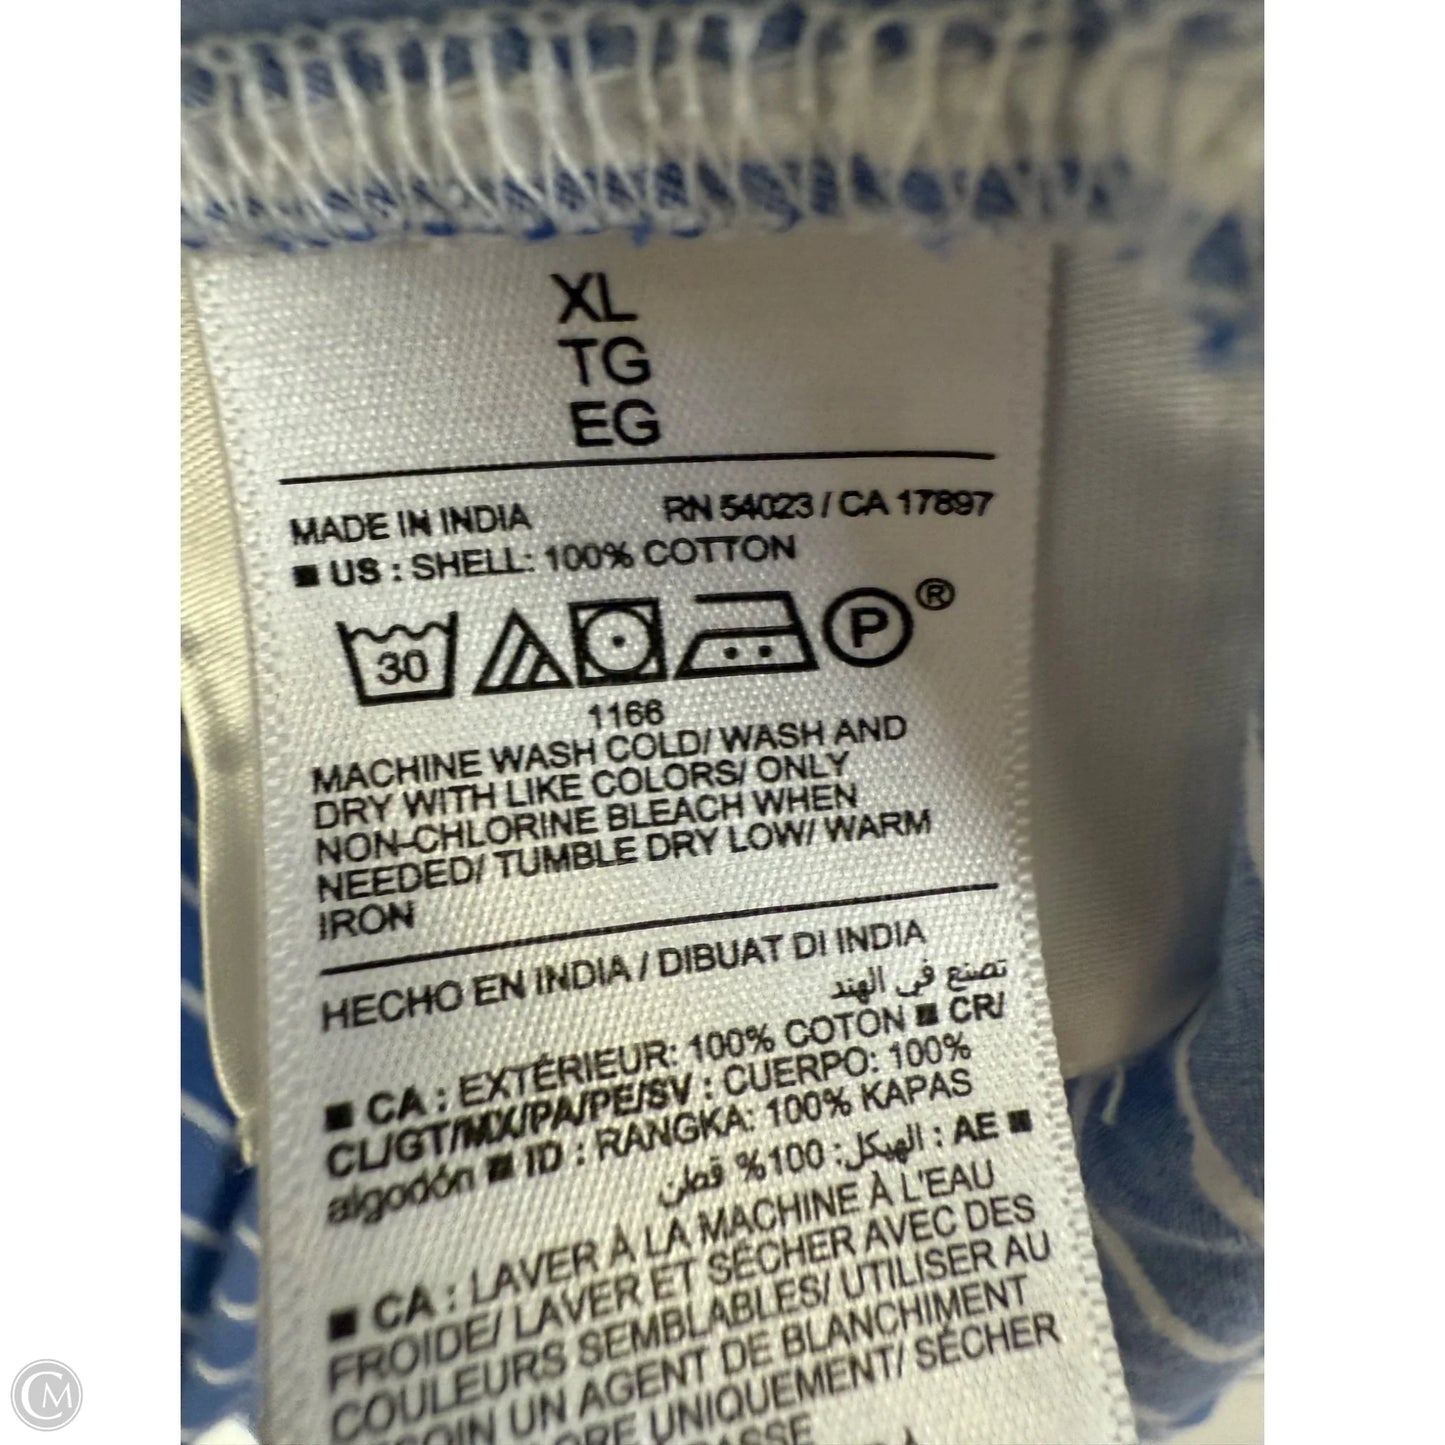 XL
TG
EG
MADE IN INDIA RN 54023 / CA 17897
■ US : SHELL: 100% COTTON
30 P ®
1166
MACHINE WASH COLD/ WASH AND
DRY WITH LIKE COLORS/ ONLY
NON-CHLORINE BLEACH WHEN
NEEDED/ TUMBLE DRY LOW/ WARM
IRON
HECHO EN INDIA / DIBUAT DI INDIA
تصنع في الهند
■ CA : EXTÉRIEUR: 100% COTON ■ CR/
CL/GT/MX/PA/PE/SV : CUERPO: 100%
algodón ■ ID : RANGKA: 100% KAPAS
■ AE : الهيكل: 100% قطن
■ CA : LAVER À LA MACHINE À L'EAU
FROIDE/ LAVER ET SÉCHER AVEC DES
COULEURS SEMBLABLES/ UTILISER AU
UN AGENT DE BLANCHIMENT
UNIQUEMENT/ SÉCHER
CM